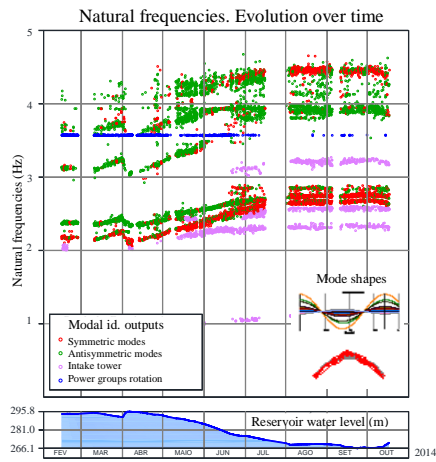 Natural frequencies. Evolution over time
5
4
3
2
1
Natural frequencies (Hz)
Mode shapes
Modal id. outputs
Symmetric modes
Antisymmetric modes
Intake tower
Power groups rotation
295.8
281.0
266.1
Reservoir water level (m)
FEV MAR ABR MAIO JUN JUL AGO SET OUT 2014